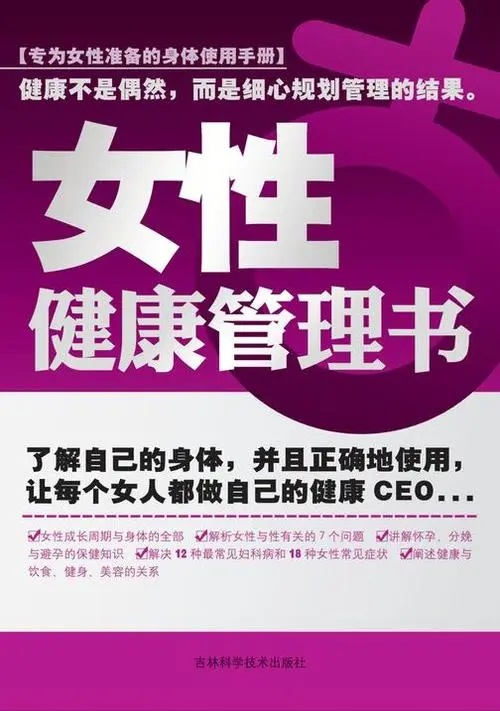 【专为女性准备的身体使用手册】
健康不是偶然，而是细心规划管理的结果。
女性
健康管理书
了解自己的身体，并且正确地使用，
让每个女人都做自己的健康 CEO...
☑女性成长周期与身体的全部 ☑解析女性与性有关的 7 个问题 ☑讲解怀孕、分娩
与避孕的保健知识 ☑解决 12 种最常见妇科病和 18 种女性常见症状 ☑阐述健康与
饮食、健身、美容的关系
吉林科学技术出版社